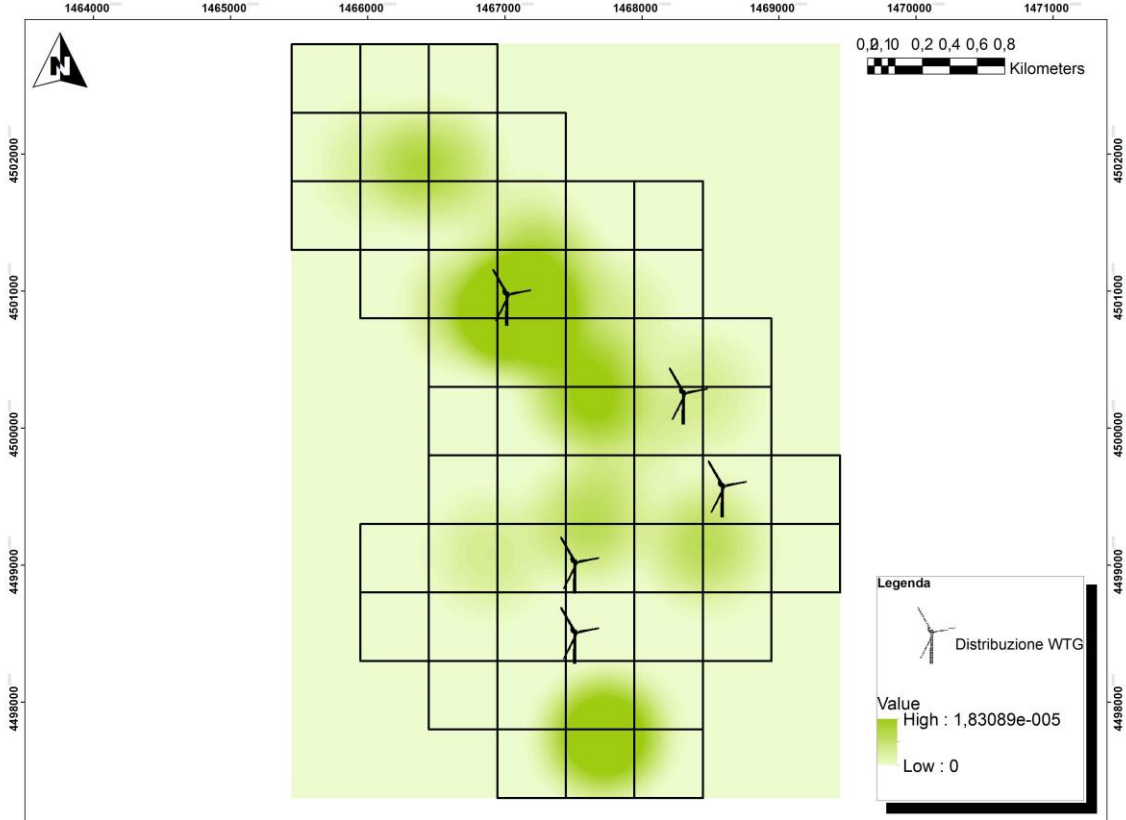 1464000 1465000 1466000 1467000 1468000 1469000 1470000 1471000
N
0,2 0,1 0 0,2 0,4 0,6 0,8
Kilometers
4502000 4502000
4501000 4501000
4500000 4500000
4499000 4499000
4498000 4498000
Legenda
Distribuzione WTG
Value
High : 1,83089e-005
Low : 0